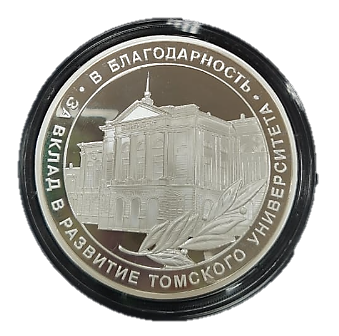 · В БЛАГОДАРНОСТЬ ·
ЗА ВКЛАД В РАЗВИТИЕ ТОМСКОГО УНИВЕРСИТЕТА